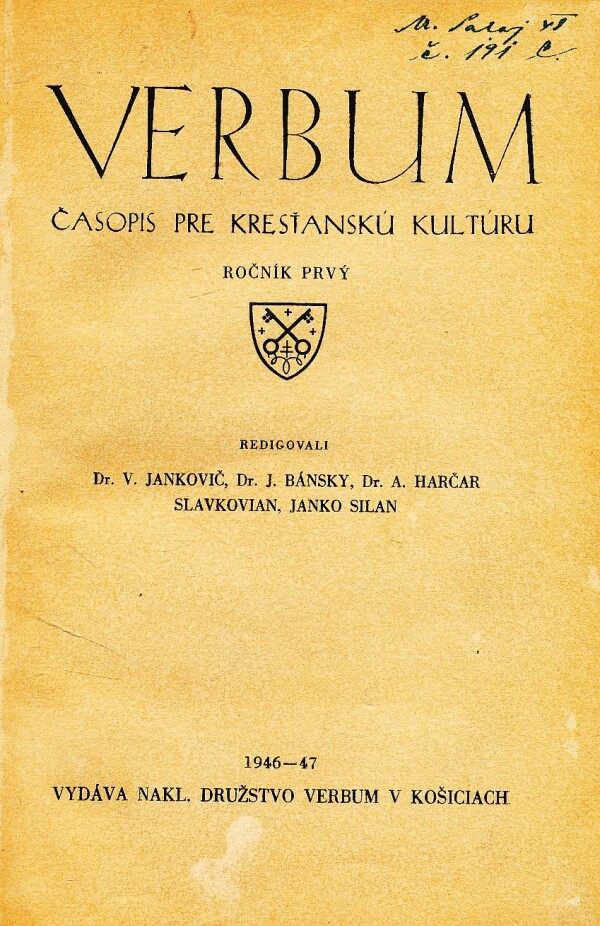 č. 191 C.
VERBUM
ČASOPIS PRE KRESŤANSKÚ KULTÚRU
ROČNÍK PRVÝ
REDIGOVALI
Dr. V. JANKOVIČ, Dr. J. BÁNSKY, Dr. A. HARČAR
SLAVKOVIAN, JANKO SILAN
1946—47
VYDÁVA NAKL. DRUŽSTVO VERBUM V KOŠICIACH